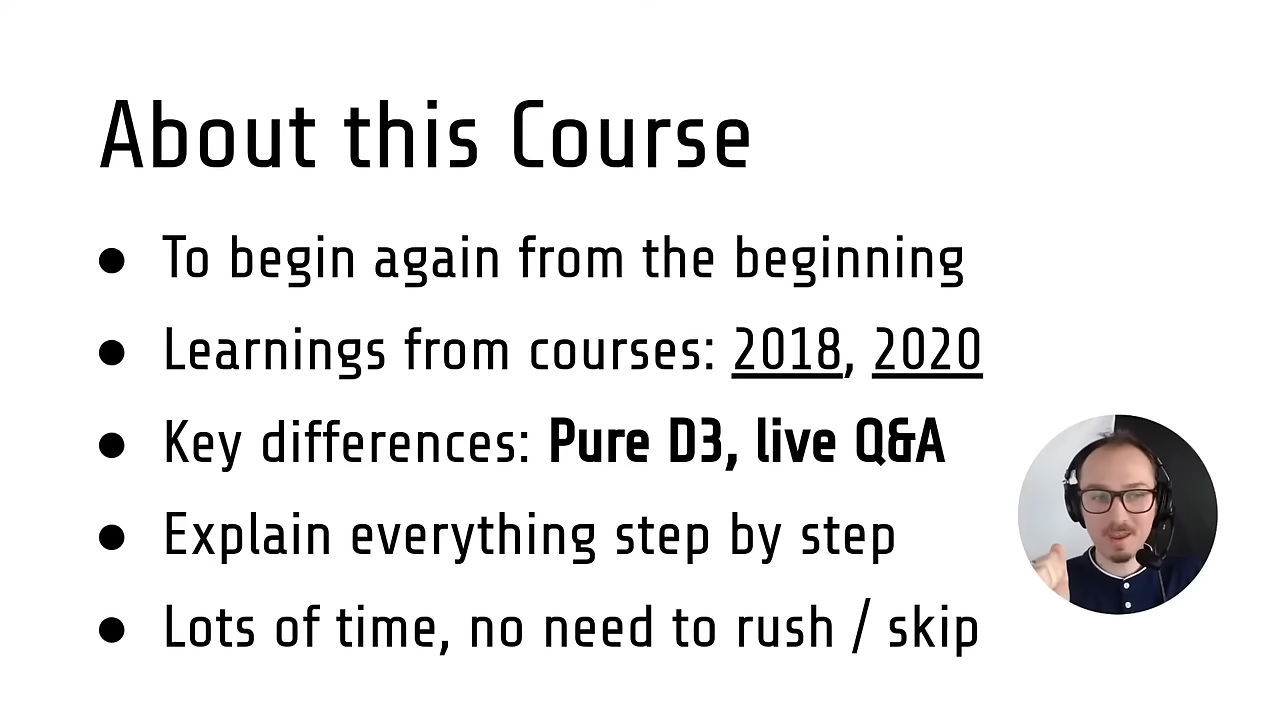 About this Course
● To begin again from the beginning
● Learnings from courses: 2018, 2020
● Key differences: Pure D3, live Q&A
● Explain everything step by step
● Lots of time, no need to rush / skip